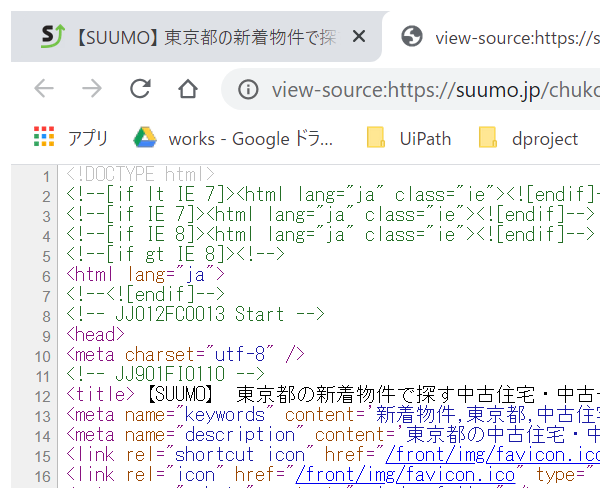 【SUUMO】 東京都の新着物件で探
view-source:https://s
view-source:https://suumo.jp/chukc
アプリ works - Google ドラ... UiPath dproject
1 <!DOCTYPE html>
2 <!--[if lt IE 7]><html lang="ja" class="ie"><![endif]-
3 <!--[if IE 7]><html lang="ja" class="ie"><![endif]-->
4 <!--[if IE 8]><html lang="ja" class="ie"><![endif]-->
5 <!--[if gt IE 8]><!-->
6 <html lang="ja">
7 <!--<![endif]-->
8 <!-- JJ012FC0013 Start -->
9 <head>
10 <meta charset="utf-8" />
11 <!-- JJ901FI0110 -->
12 <title>【SUUMO】 東京都の新着物件で探す中古住宅・中古
13 <meta name="keywords" content='新着物件,東京都,中古住宅
14 <meta name="description" content='東京都の中古住宅・中
15 <link rel="shortcut icon" href="/front/img/favicon.ico
16 <link rel="icon" href="/front/img/favicon.ico" type="